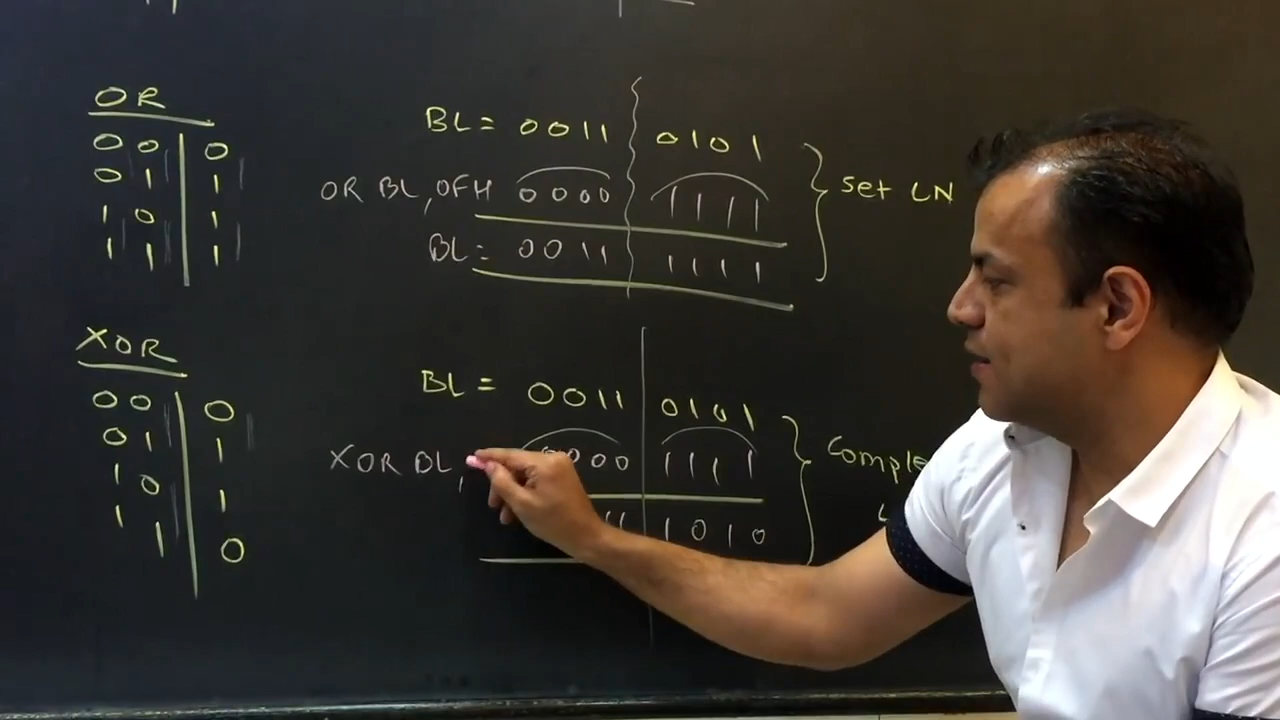 OR
0 0 | 0
0 1 | 1
1 0 | 1
1 1 | 1
BL = 0011 0101
OR BL, 0FH 0000 1111
BL = 0011 1111
} Set LN
XOR
0 0 | 0
0 1 | 1
1 0 | 1
1 1 | 0
BL = 0011 0101
XOR BL, 0000 1111
11 1010